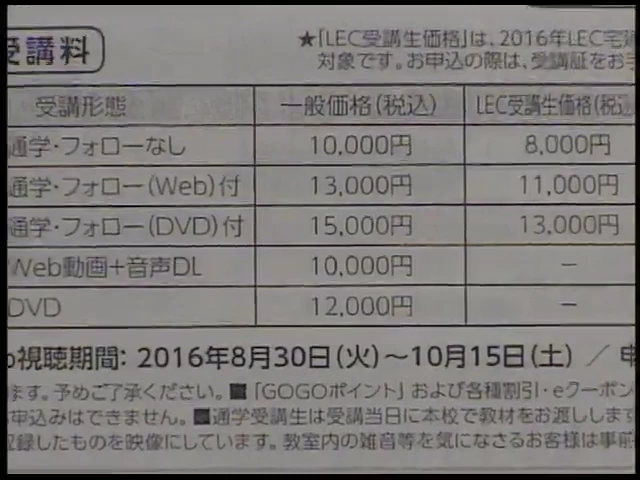 受講料
★「LEC受講生価格」は、2016年LEC宅建
対象です。お申込の際は、受講証をお手
受講形態 一般価格(税込) LEC受講生価格(税込
通学・フォローなし 10,000円 8,000円
通学・フォロー(Web)付 13,000円 11,000円
通学・フォロー(DVD)付 15,000円 13,000円
Web動画+音声DL 10,000円 −
DVD 12,000円 −
b視聴期間: 2016年8月30日(火)〜10月15日(土) / 申
ます。予めご了承ください。■「GOGOポイント」および各種割引・eクーポン
お申込みはできません。■通学受講生は受講当日に本校で教材をお渡しします
収録したものを映像にしています。教室内の雑音等を気になさるお客様は事前